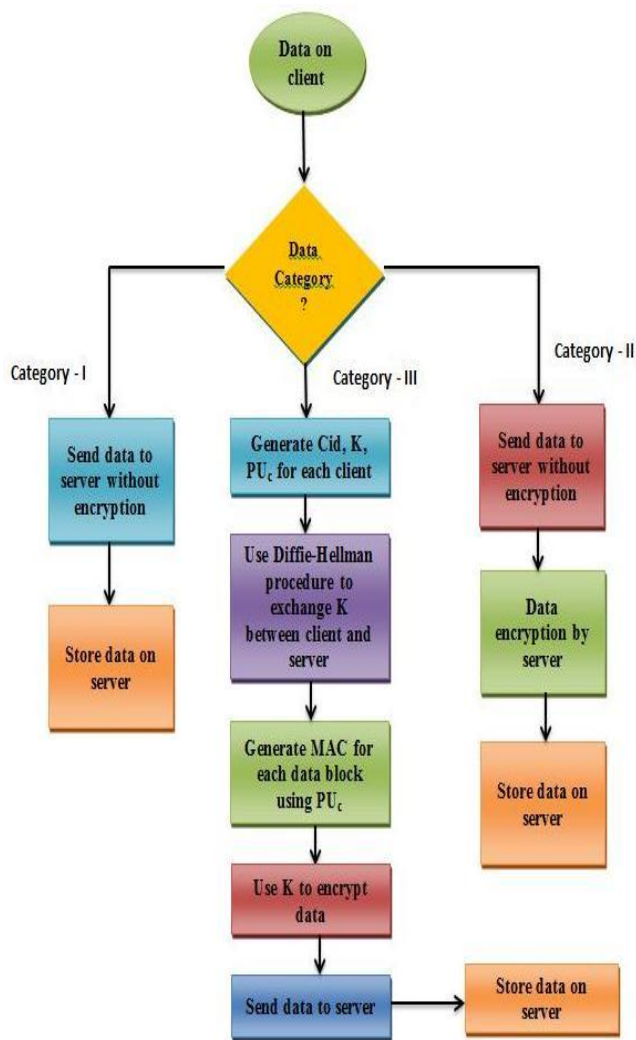 Data on
client
Data
Category
?
Category - I
Category - III
Category - II
Send data to
server without
encryption
Store data on
server
Generate Cid, K,
PUc for each client
Use Diffie-Hellman
procedure to
exchange K
between client and
server
Generate MAC for
each data block
using PUc
Use K to encrypt
data
Send data to server
Store data on
server
Send data to
server without
encryption
Data
encryption by
server
Store data on
server